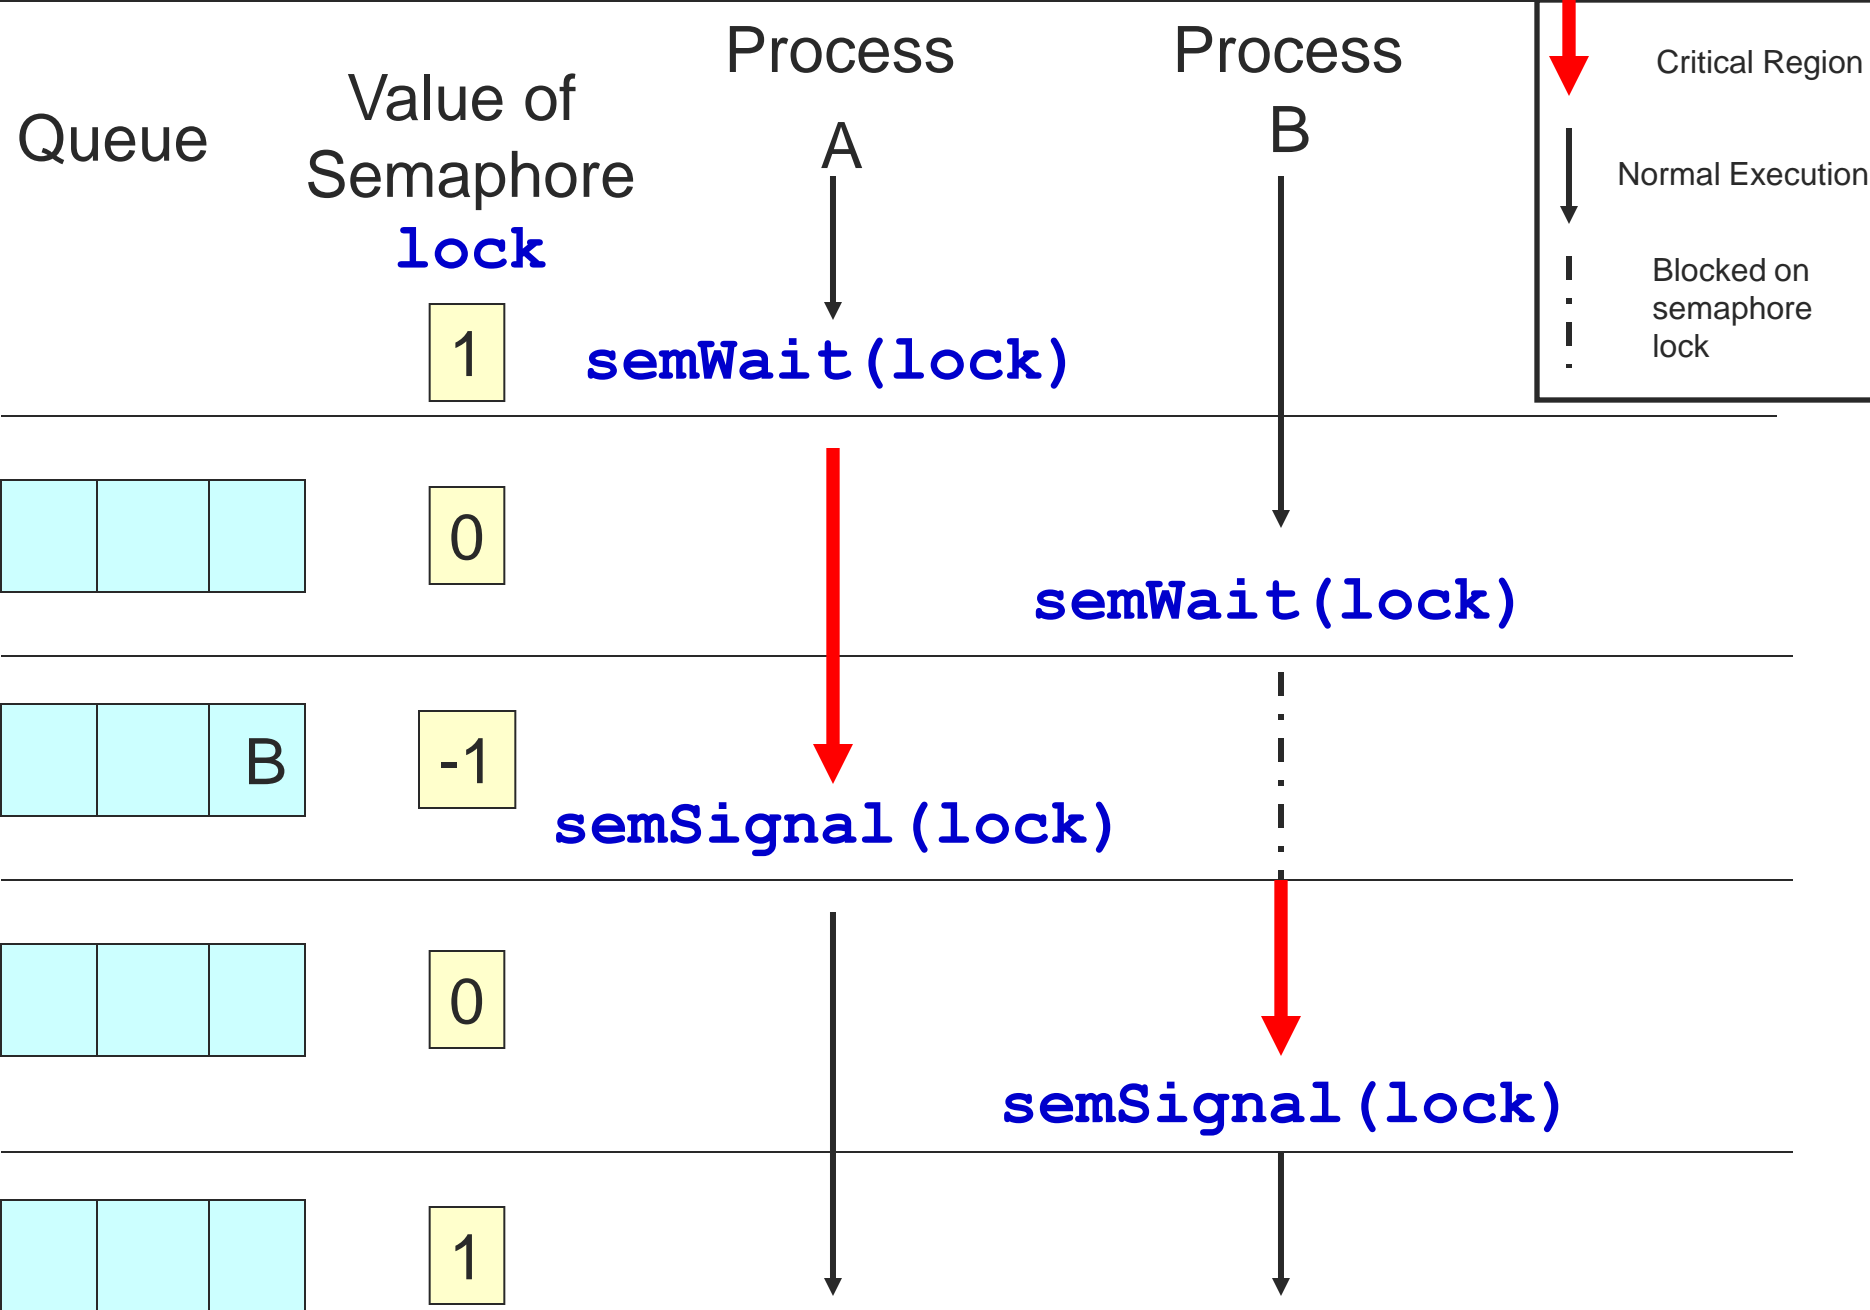 Queue
Value of
Semaphore
lock
Process
A
Process
B
Critical Region
Normal Execution
Blocked on
semaphore
lock
1
semWait(lock)
0
semWait(lock)
B
-1
semSignal(lock)
0
semSignal(lock)
1